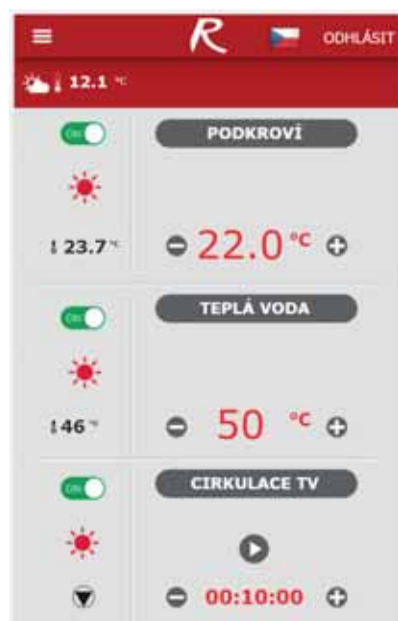 R ODHLÁSIT
12.1 °C
ON PODKROVÍ
23.7 °C 22.0 °C
ON TEPLÁ VODA
46 °C 50 °C
ON CIRKULACE TV
00:10:00